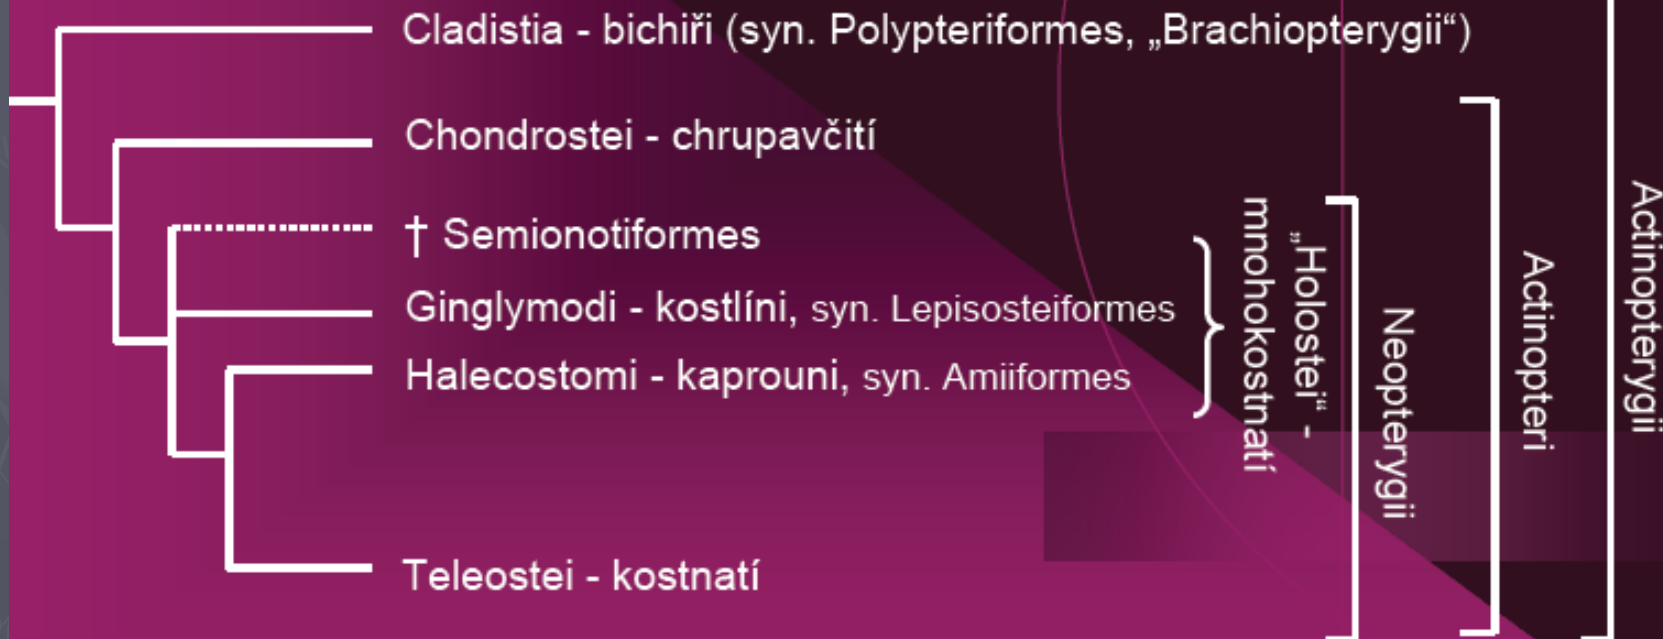 Cladistia - bichiři (syn. Polypteriformes, „Brachiopterygii“)
Chondrostei - chrupavčití
† Semionotiformes
Ginglymodi - kostlíni, syn. Lepisosteiformes
Halecostomi - kaprouni, syn. Amiiformes
Teleostei - kostnatí
„Holostei“ -
mnohokostnatí
Neopterygii
Actinopteri
Actinopterygii